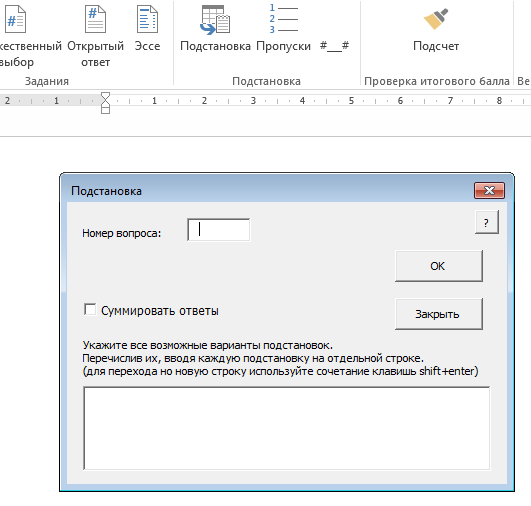 жественный
выбор
Открытый
ответ
Эссе
Задания
Подстановка
Пропуски
#__#
Подстановка
Подсчет
Проверка итогового балла
Ве
2 1 1 2 3 4 5 6 7 8
Подстановка
Номер вопроса:
?
ОК
Суммировать ответы
Закрыть
Укажите все возможные варианты подстановок.
Перечислив их, вводя каждую подстановку на отдельной строке.
(для перехода но новую строку используйте сочетание клавишь shift+enter)